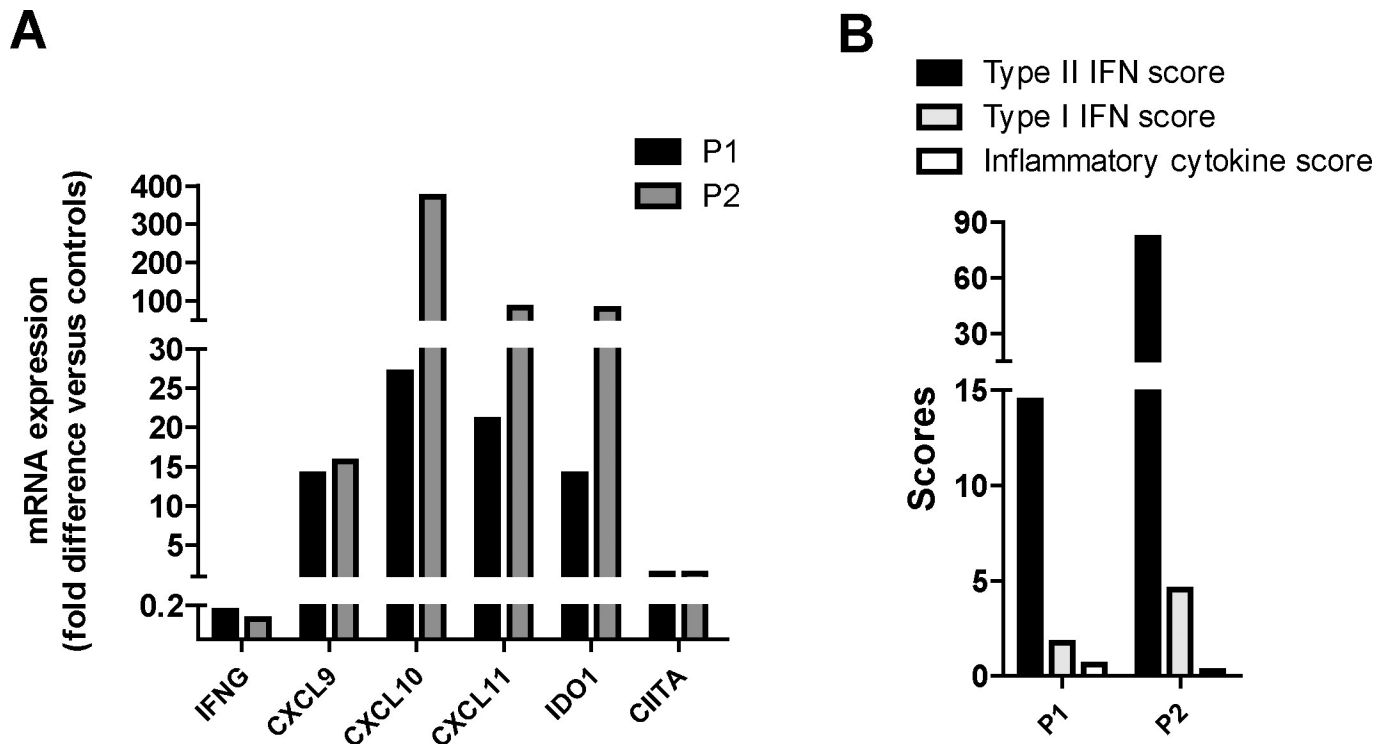 A
P1
P2
mRNA expression
(fold difference versus controls)
400
300
200
100
30
25
20
15
10
5
0.2
IFNG
CXCL9
CXCL10
CXCL11
IDO1
CIITA
B
Type II IFN score
Type I IFN score
Inflammatory cytokine score
Scores
90
60
30
15
10
5
0
P1
P2